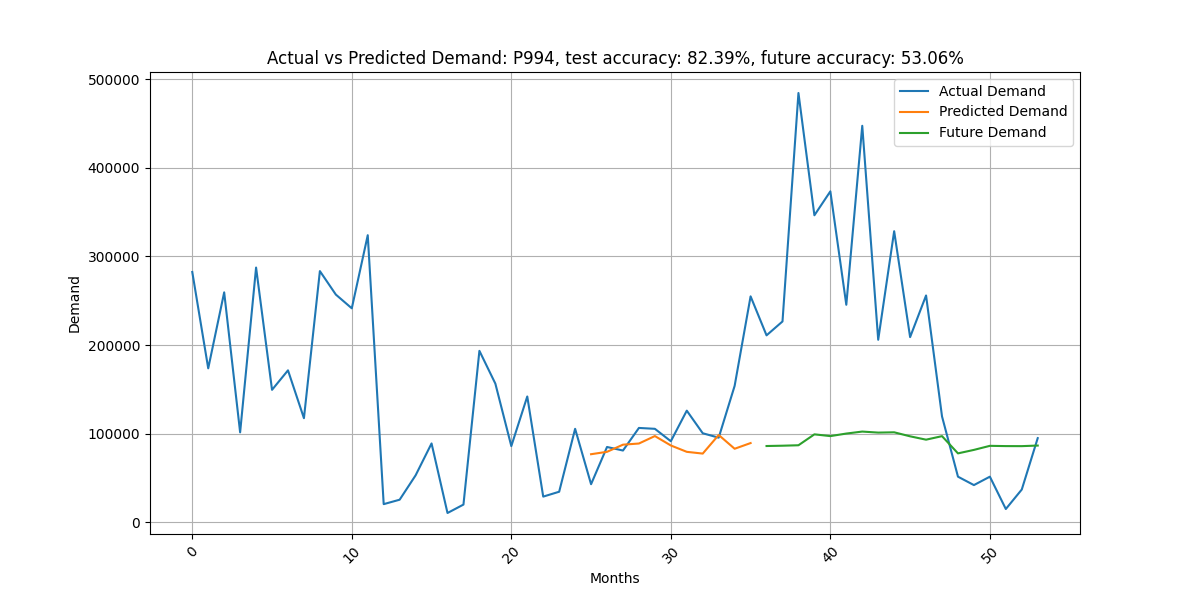 Actual vs Predicted Demand: P994, test accuracy: 82.39%, future accuracy: 53.06%
Actual Demand
Predicted Demand
Future Demand
500000
400000
300000
200000
100000
0
Demand
0 10 20 30 40 50
Months